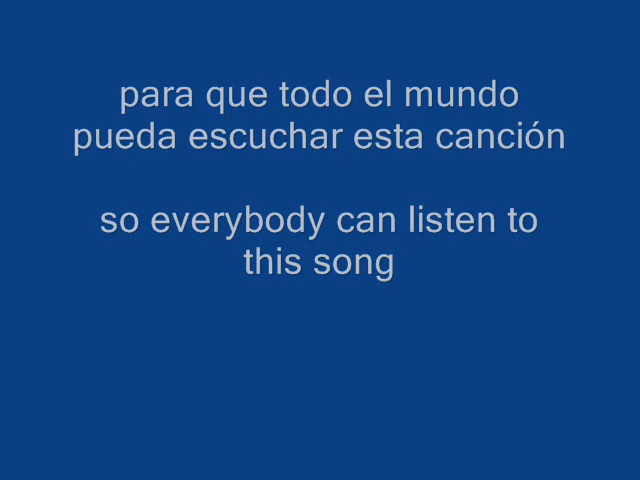 para que todo el mundo
pueda escuchar esta canción
so everybody can listen to
this song